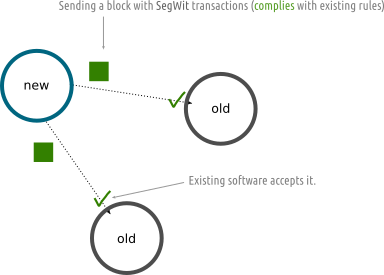 Sending a block with SegWit transactions (complies with existing rules)
new
old
Existing software accepts it.
old